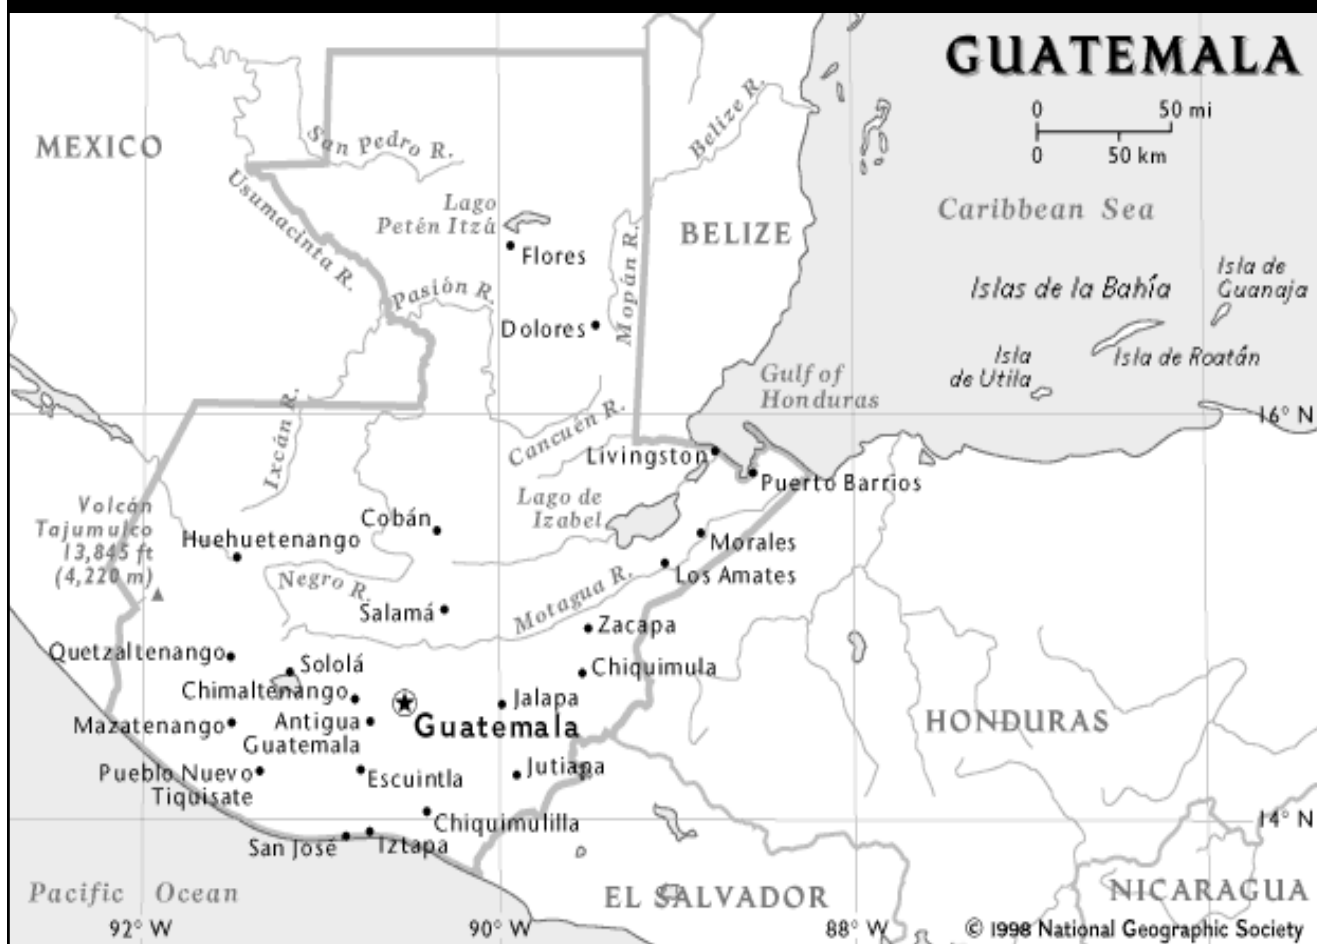 GUATEMALA
0 50 mi
0 50 km
MEXICO
San Pedro R.
Belize R.
Usumacinta R.
Lago
Petén Itzá
Flores
BELIZE
Caribbean Sea
Mopán R.
Isla de
Guanaja
Islas de la Bahía
Pasión R.
Dolores
Isla de Roatán
Isla
de Utila
Gulf of
Honduras
Ixcán R.
Cancuén R.
16° N
Livingston
Puerto Barrios
Volcán
Tajumulco
13,845 ft
(4,220 m)
Lago de
Izabel
Cobán
Huehuetenango
Morales
Los Amates
Negro R.
Motagua R.
Salamá
Zacapa
Quetzaltenango
Sololá
Chiquimula
Chimaltenango
Jalapa
Mazatenango
Antigua
Guatemala
Guatemala
HONDURAS
Pueblo Nuevo
Tiquisate
Escuintla
Jutiapa
Chiquimulilla
14° N
San José
Iztapa
Pacific Ocean
EL SALVADOR
NICARAGUA
92° W
90° W
88° W
© 1998 National Geographic Society